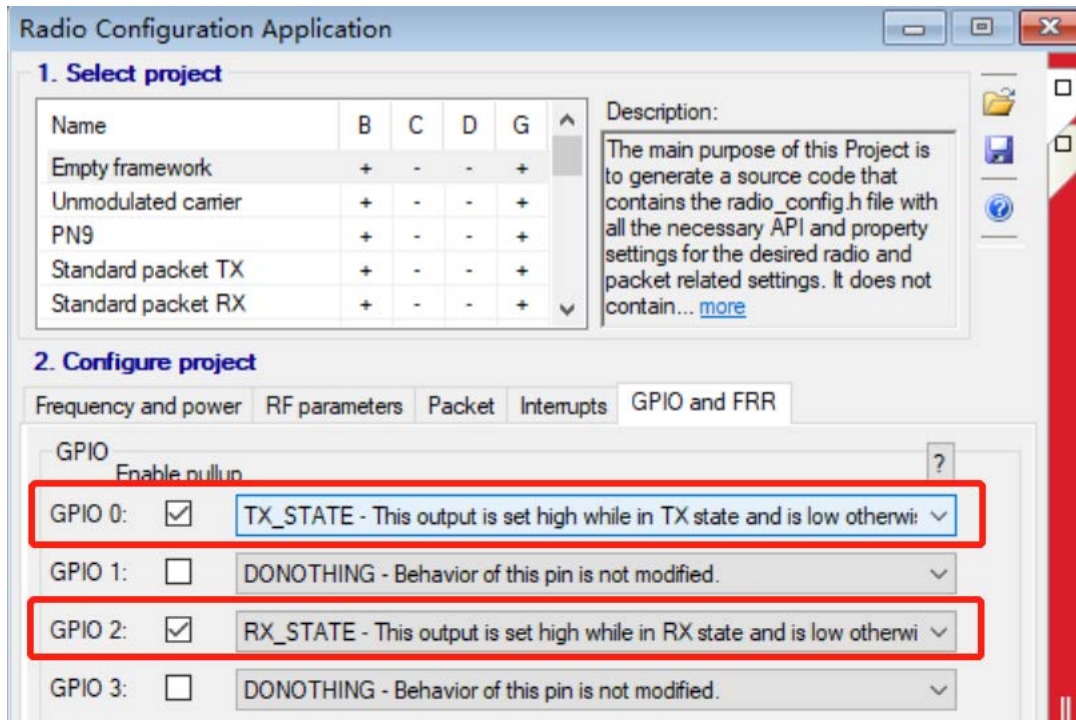 Radio Configuration Application
1. Select project
Name B C D G
Empty framework + - - +
Unmodulated carrier + - - +
PN9 + - - +
Standard packet TX + - - +
Standard packet RX + - - +
Description:
The main purpose of this Project is
to generate a source code that
contains the radio_config.h file with
all the necessary API and property
settings for the desired radio and
packet related settings. It does not
contain... more
2. Configure project
Frequency and power RF parameters Packet Interrupts GPIO and FRR
GPIO ?
Enable pullup
GPIO 0: TX_STATE - This output is set high while in TX state and is low otherwis
GPIO 1: DONOTHING - Behavior of this pin is not modified.
GPIO 2: RX_STATE - This output is set high while in RX state and is low otherwi
GPIO 3: DONOTHING - Behavior of this pin is not modified.